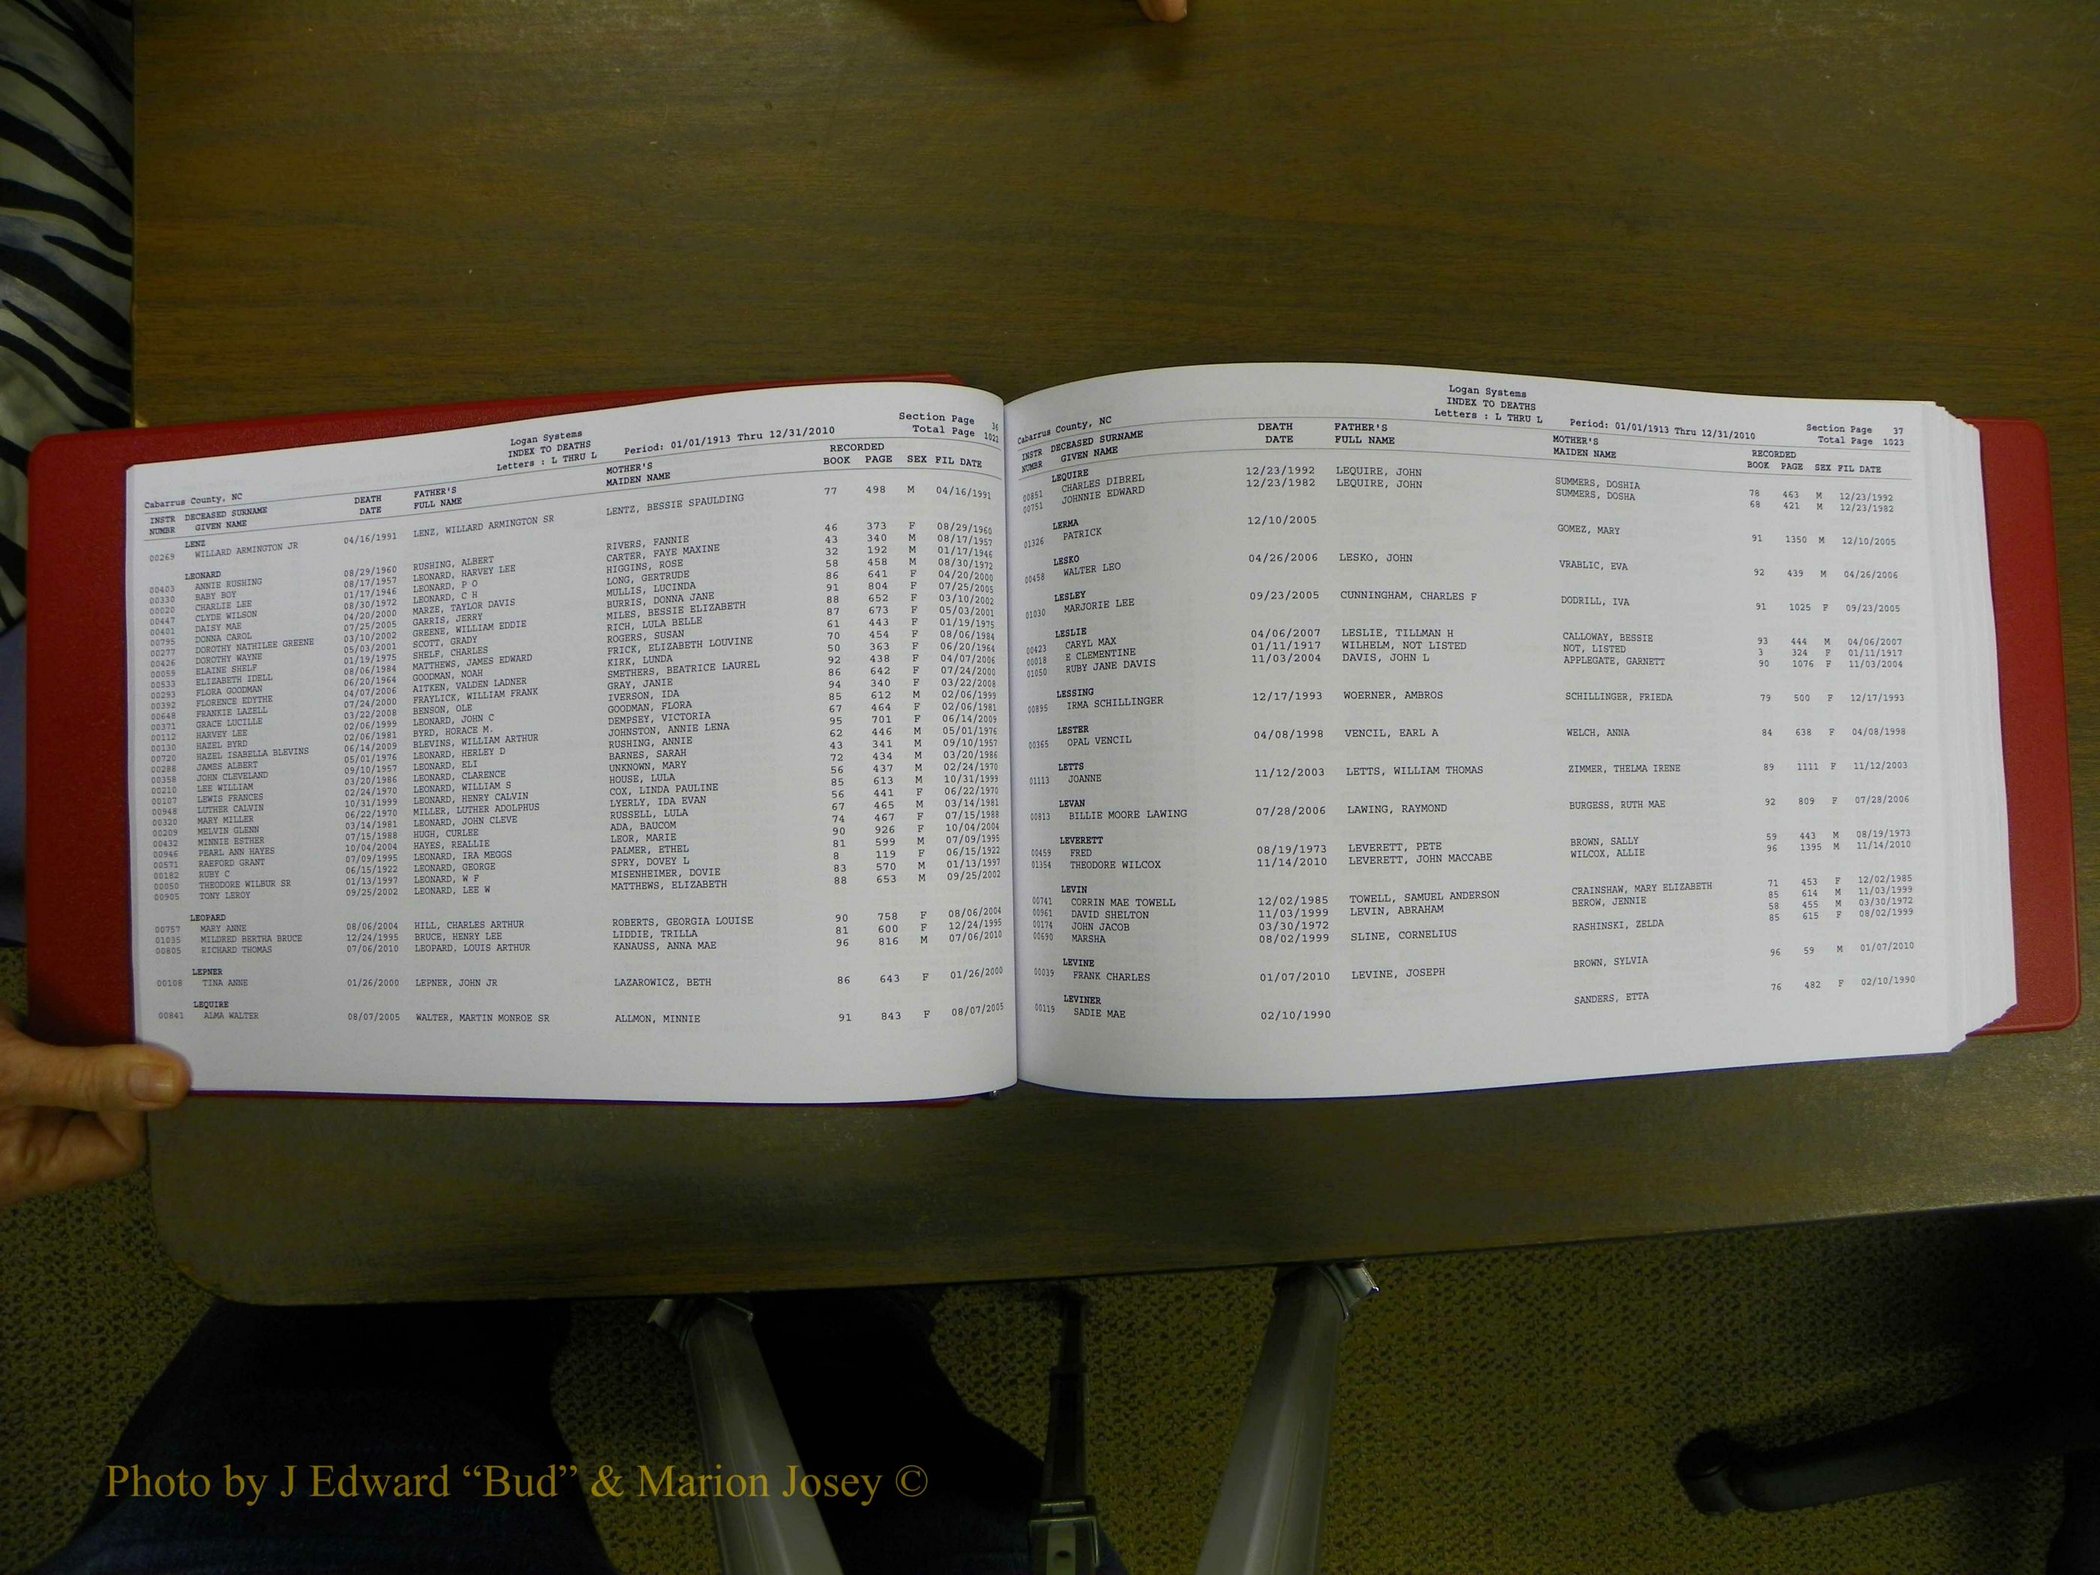 Logan Systems
INDEX TO DEATHS
Letters : L THRU L Period: 01/01/1913 Thru 12/31/2010
Section Page 36
Total Page 1023
Cabarrus County, NC
INSTR DECEASED SURNAME DEATH FATHER'S MOTHER'S RECORDED
NUMBR GIVEN NAME DATE FULL NAME MAIDEN NAME BOOK PAGE SEX FIL DATE
LENZ
00269 WILLARD ARMINGTON JR 04/16/1991 LENZ, WILLARD ARMINGTON SR LENTZ, BESSIE SPAULDING 77 498 M 04/16/1991
LEONARD
00403 ANNIE RUSHING 08/29/1960 RUSHING, ALBERT RIVERS, FANNIE 46 373 F 08/29/1960
00330 BABY BOY 08/17/1957 LEONARD, HARVEY LEE CARTER, FAYE MAXINE 43 340 M 08/17/1957
00020 CHARLIE LEE 01/17/1946 LEONARD, P O HIGGINS, ROSE 32 192 M 01/17/1946
00447 CLYDE WILSON 08/30/1972 LEONARD, C H LONG, GERTRUDE 58 458 M 08/30/1972
00401 DAISY MAE 04/20/2000 MARZE, TAYLOR DAVIS MULLIS, LUCINDA 86 641 F 04/20/2000
00795 DONNA CAROL 07/25/2005 GARRIS, JERRY BURRIS, DONNA JANE 91 804 F 07/25/2005
00277 DOROTHY NATHILEE GREENE 03/10/2002 GREENE, WILLIAM EDDIE MILES, BESSIE ELIZABETH 88 652 F 03/10/2002
00426 DOROTHY WAYNE 05/03/2001 SCOTT, GRADY RICH, LULA BELLE 87 673 F 05/03/2001
00059 ELAINE SHELF 01/19/1975 SHELF, CHARLES ROGERS, SUSAN 61 443 F 01/19/1975
00533 ELIZABETH IDELL 08/06/1984 MATTHEWS, JAMES EDWARD FRICK, ELIZABETH LOUVINE 70 454 F 08/06/1984
00293 FLORA GOODMAN 06/20/1964 GOODMAN, NOAH KIRK, LUNDA 50 363 F 06/20/1964
00392 FLORENCE EDYTHE 04/07/2006 AITKEN, VALDEN LADNER SMETHERS, BEATRICE LAUREL 92 438 F 04/07/2006
00648 FRANKIE LAZELL 07/24/2000 FRAYLICK, WILLIAM FRANK GRAY, JANIE 86 642 F 07/24/2000
00371 GRACE LUCILLE 03/22/2008 BENSON, OLE IVERSON, IDA 94 340 F 03/22/2008
00112 HARVEY LEE 02/06/1999 LEONARD, JOHN C GOODMAN, FLORA 85 612 M 02/06/1999
00130 HAZEL BYRD 02/06/1981 BYRD, HORACE M. DEMPSEY, VICTORIA 67 464 F 02/06/1981
00720 HAZEL ISABELLA BLEVINS 06/14/2009 BLEVINS, WILLIAM ARTHUR JOHNSTON, ANNIE LENA 95 701 F 06/14/2009
00288 JAMES ALBERT 05/01/1976 LEONARD, HERLEY D RUSHING, ANNIE 62 446 M 05/01/1976
00358 JOHN CLEVELAND 09/10/1957 LEONARD, ELI BARNES, SARAH 43 341 M 09/10/1957
00210 LEE WILLIAM 03/20/1986 LEONARD, CLARENCE UNKNOWN, MARY 72 434 M 03/20/1986
00107 LEWIS FRANCES 02/24/1970 LEONARD, WILLIAM S HOUSE, LULA 56 437 M 02/24/1970
00948 LUTHER CALVIN 10/31/1999 LEONARD, HENRY CALVIN COX, LINDA PAULINE 85 613 M 10/31/1999
00320 MARY MILLER 06/22/1970 MILLER, LUTHER ADOLPHUS LYERLY, IDA EVAN 56 441 F 06/22/1970
00209 MELVIN GLENN 03/14/1981 LEONARD, JOHN CLEVE RUSSELL, LULA 67 465 M 03/14/1981
00432 MINNIE ESTHER 07/15/1988 HUGH, CURLEE ADA, BAUCOM 74 467 F 07/15/1988
00946 PEARL ANN HAYES 10/04/2004 HAYES, REALLIE LEOR, MARIE 90 926 F 10/04/2004
00571 RAEFORD GRANT 07/09/1995 LEONARD, IRA MEGGS PALMER, ETHEL 81 599 M 07/09/1995
00182 RUBY C 06/15/1922 LEONARD, GEORGE SPRY, DOVEY L 8 119 F 06/15/1922
00050 THEODORE WILBUR SR 01/13/1997 LEONARD, W F MISENHEIMER, DOVIE 83 570 M 01/13/1997
00905 TONY LEROY 09/25/2002 LEONARD, LEE W MATTHEWS, ELIZABETH 88 653 M 09/25/2002
LEOPARD
00757 MARY ANNE 08/06/2004 HILL, CHARLES ARTHUR ROBERTS, GEORGIA LOUISE 90 758 F 08/06/2004
01035 MILDRED BERTHA BRUCE 12/24/1995 BRUCE, HENRY LEE LIDDIE, TRILLA 81 600 F 12/24/1995
00805 RICHARD THOMAS 07/06/2010 LEOPARD, LOUIS ARTHUR KANAUSS, ANNA MAE 96 816 M 07/06/2010
LEPNER
00108 TINA ANNE 01/26/2000 LEPNER, JOHN JR LAZAROWICZ, BETH 86 643 F 01/26/2000
LEQUIRE
00841 ALMA WALTER 08/07/2005 WALTER, MARTIN MONROE SR ALLMON, MINNIE 91 843 F 08/07/2005
Logan Systems
INDEX TO DEATHS
Letters : L THRU L Period: 01/01/1913 Thru 12/31/2010
Section Page 37
Total Page 1023
Cabarrus County, NC
INSTR DECEASED SURNAME DEATH FATHER'S MOTHER'S RECORDED
NUMBR GIVEN NAME DATE FULL NAME MAIDEN NAME BOOK PAGE SEX FIL DATE
LEQUIRE
00851 CHARLES DIBREL 12/23/1992 LEQUIRE, JOHN SUMMERS, DOSHIA 78 463 M 12/23/1992
00751 JOHNNIE EDWARD 12/23/1982 LEQUIRE, JOHN SUMMERS, DOSHA 68 421 M 12/23/1982
LERMA
01326 PATRICK 12/10/2005 GOMEZ, MARY 91 1350 M 12/10/2005
LESKO
00458 WALTER LEO 04/26/2006 LESKO, JOHN VRABLIC, EVA 92 439 M 04/26/2006
LESLEY
01030 MARJORIE LEE 09/23/2005 CUNNINGHAM, CHARLES F DODRILL, IVA 91 1025 F 09/23/2005
LESLIE
00423 CARYL MAX 04/06/2007 LESLIE, TILLMAN H CALLOWAY, BESSIE 93 444 M 04/06/2007
00018 E CLEMENTINE 01/11/1917 WILHELM, NOT LISTED NOT, LISTED 3 324 F 01/11/1917
01050 RUBY JANE DAVIS 11/03/2004 DAVIS, JOHN L APPLEGATE, GARNETT 90 1076 F 11/03/2004
LESSING
00895 IRMA SCHILLINGER 12/17/1993 WOERNER, AMBROS SCHILLINGER, FRIEDA 79 500 F 12/17/1993
LESTER
00365 OPAL VENCIL 04/08/1998 VENCIL, EARL A WELCH, ANNA 84 638 F 04/08/1998
LETTS
01113 JOANNE 11/12/2003 LETTS, WILLIAM THOMAS ZIMMER, THELMA IRENE 89 1111 F 11/12/2003
LEVAN
00813 BILLIE MOORE LAWING 07/28/2006 LAWING, RAYMOND BURGESS, RUTH MAE 92 809 F 07/28/2006
LEVERETT
00459 FRED 08/19/1973 LEVERETT, PETE BROWN, SALLY 59 443 M 08/19/1973
01354 THEODORE WILCOX 11/14/2010 LEVERETT, JOHN MACCABE WILCOX, ALLIE 96 1395 M 11/14/2010
LEVIN
00741 CORRIN MAE TOWELL 12/02/1985 TOWELL, SAMUEL ANDERSON CRAINSHAW, MARY ELIZABETH 71 453 F 12/02/1985
00961 DAVID SHELTON 11/03/1999 LEVIN, ABRAHAM BEROW, JENNIE 85 614 M 11/03/1999
00174 JOHN JACOB 03/30/1972 58 455 M 03/30/1972
00690 MARSHA 08/02/1999 SLINE, CORNELIUS RASHINSKI, ZELDA 85 615 F 08/02/1999
LEVINE
00039 FRANK CHARLES 01/07/2010 LEVINE, JOSEPH BROWN, SYLVIA 96 59 M 01/07/2010
LEVINER
00119 SADIE MAE 02/10/1990 SANDERS, ETTA 76 482 F 02/10/1990
Photo by J Edward “Bud” & Marion Josey ©